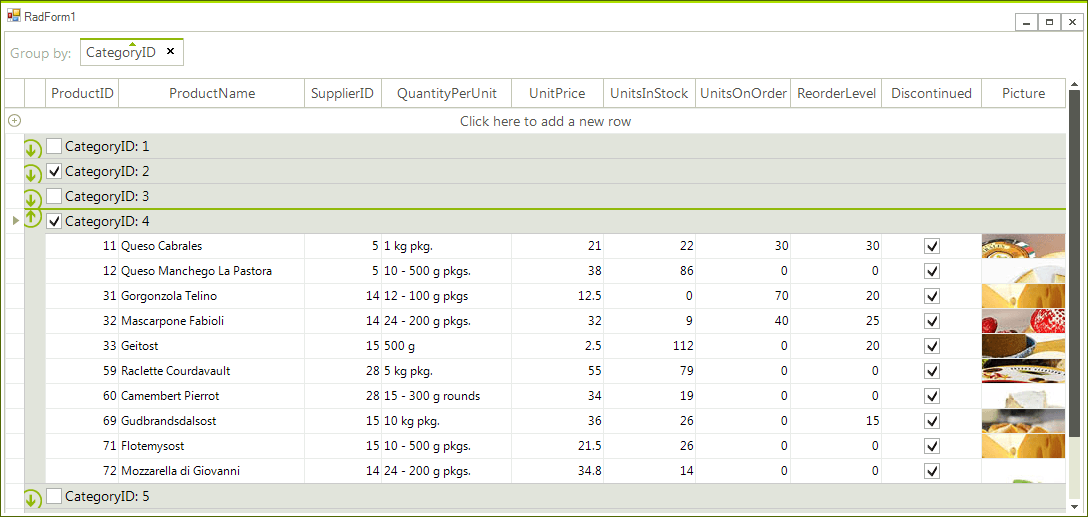 RadForm1
Group by: CategoryID
ProductID ProductName SupplierID QuantityPerUnit UnitPrice UnitsInStock UnitsOnOrder ReorderLevel Discontinued Picture
Click here to add a new row
CategoryID: 1
CategoryID: 2
CategoryID: 3
CategoryID: 4
11 Queso Cabrales 5 1 kg pkg. 21 22 30 30
12 Queso Manchego La Pastora 5 10 - 500 g pkgs. 38 86 0 0
31 Gorgonzola Telino 14 12 - 100 g pkgs 12.5 0 70 20
32 Mascarpone Fabioli 14 24 - 200 g pkgs. 32 9 40 25
33 Geitost 15 500 g 2.5 112 0 20
59 Raclette Courdavault 28 5 kg pkg. 55 79 0 0
60 Camembert Pierrot 28 15 - 300 g rounds 34 19 0 0
69 Gudbrandsdalsost 15 10 kg pkg. 36 26 0 15
71 Flotemysost 15 10 - 500 g pkgs. 21.5 26 0 0
72 Mozzarella di Giovanni 14 24 - 200 g pkgs. 34.8 14 0 0
CategoryID: 5